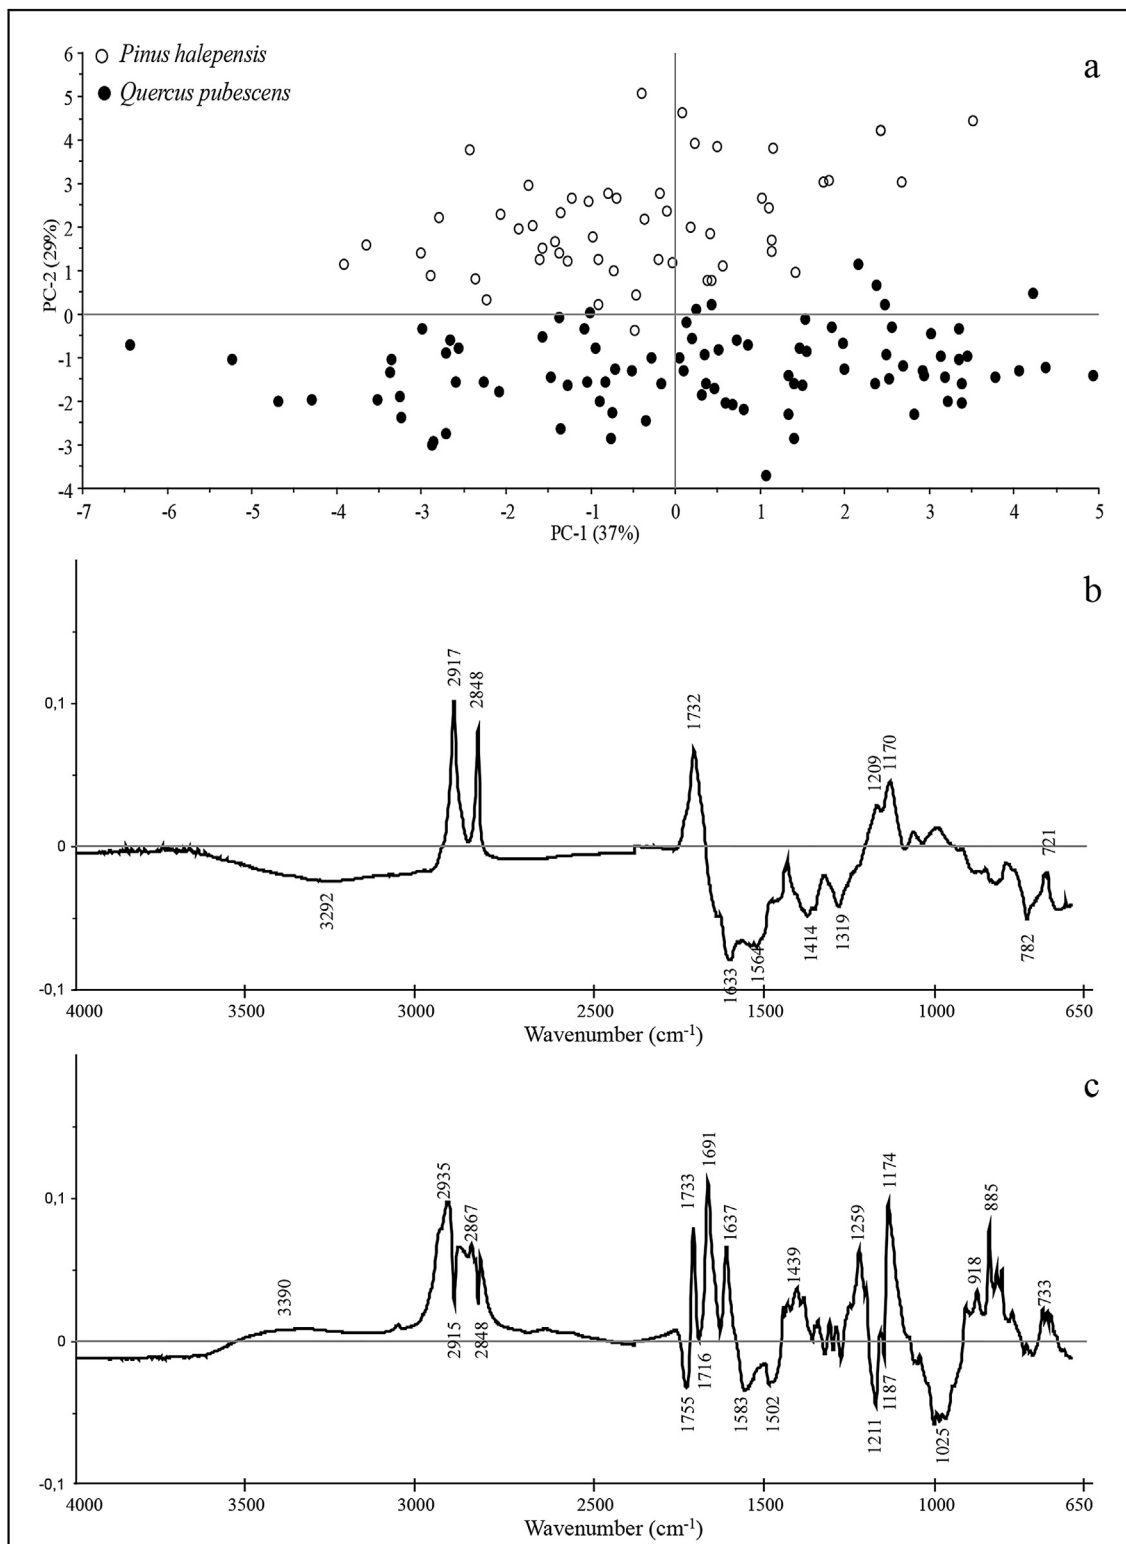 a
Pinus halepensis
Quercus pubescens
6
5
4
3
2
1
0
-1
-2
-3
-4
PC-2 (29%)
-7 -6 -5 -4 -3 -2 -1 0 1 2 3 4 5
PC-1 (37%)
b
2917 2848 1732 1209 1170
0,1
0
721
3292 1633 1564 1414 1319 782
-0,1
4000 3500 3000 2500 1500 1000 650
Wavenumber (cm-1)
c
3390 2935 2867 1733 1691 1637 1439 1259 1174 918 885 733
0,1
0
2915 2848 1755 1716 1583 1502 1211 1187 1025
-0,1
4000 3500 3000 2500 1500 1000 650
Wavenumber (cm-1)